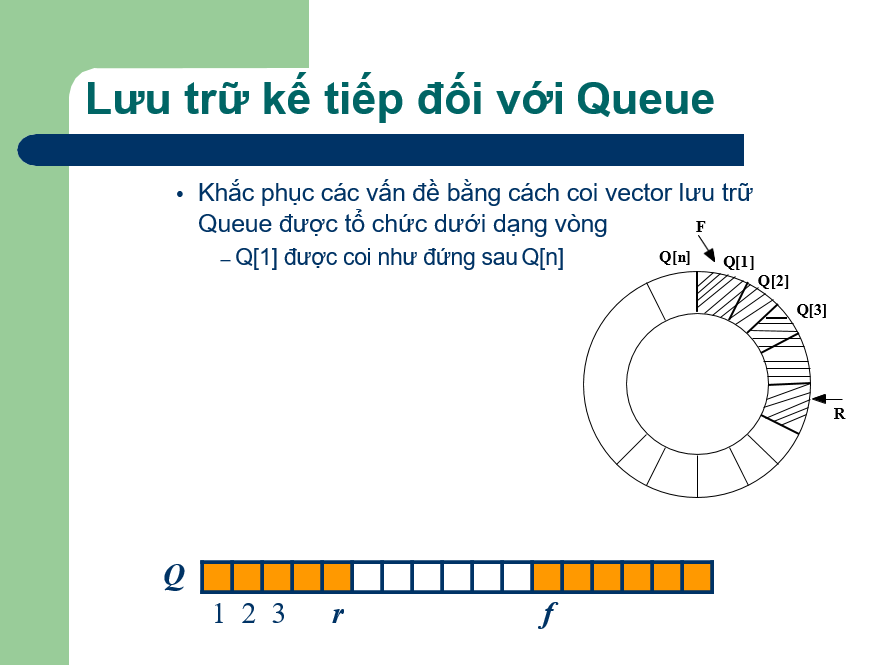 Lưu trữ kế tiếp đối với Queue
• Khắc phục các vấn đề bằng cách coi vector lưu trữ
Queue được tổ chức dưới dạng vòng
– Q[1] được coi như đứng sau Q[n]
F
Q[n] Q[1]
Q[2]
Q[3]
R
Q
1 2 3 r f